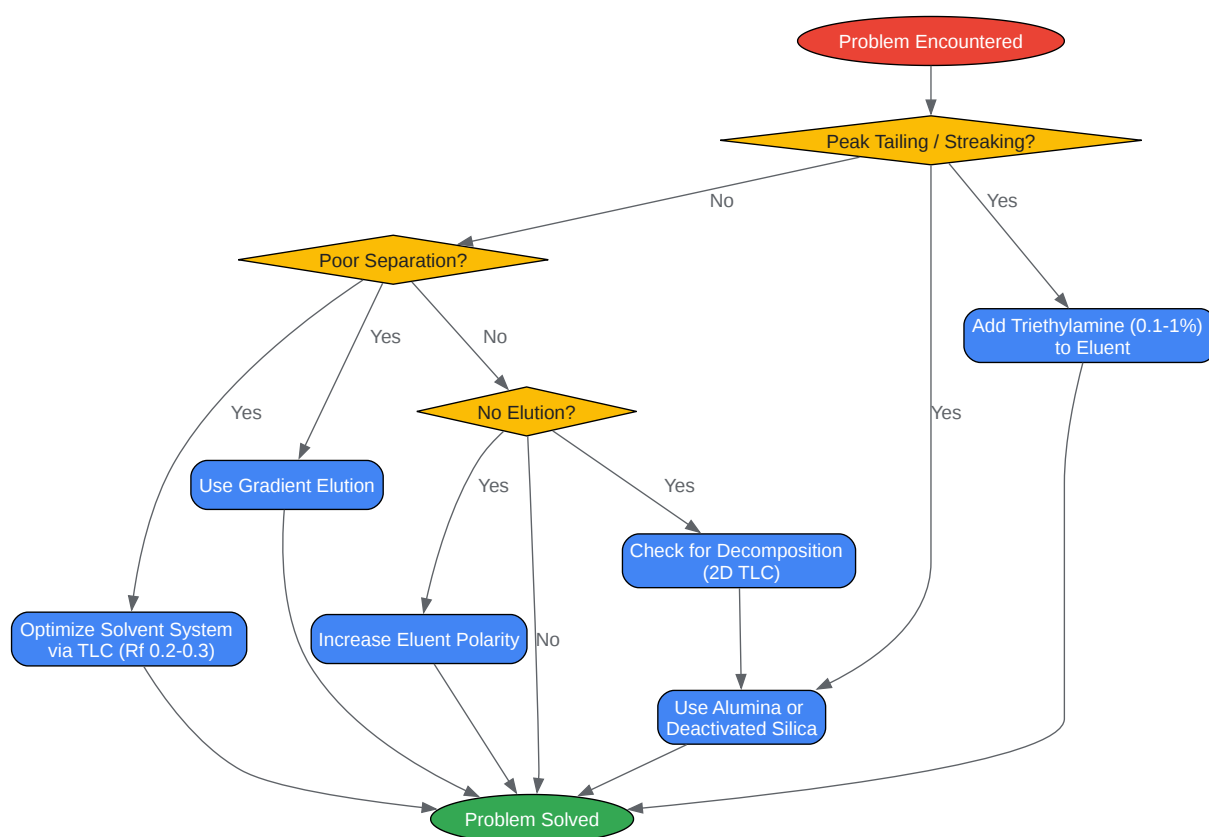 Problem Encountered
Peak Tailing / Streaking?
No
Yes
Poor Separation?
Add Triethylamine (0.1-1%)
to Eluent
Yes
No
Yes
No Elution?
Yes
Use Gradient Elution
Yes
Yes
Check for Decomposition
(2D TLC)
Optimize Solvent System
via TLC (Rf 0.2-0.3)
Increase Eluent Polarity
No
Use Alumina or
Deactivated Silica
Problem Solved